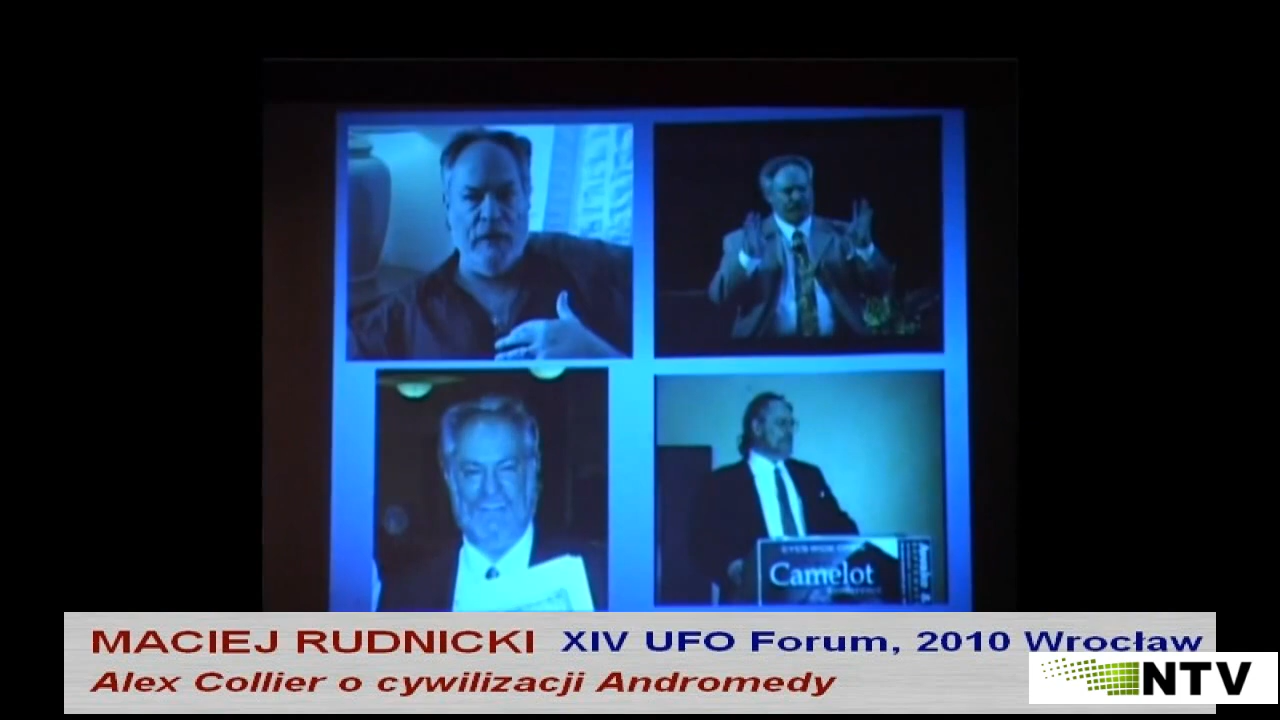 Camelot
MACIEJ RUDNICKI XIV UFO Forum, 2010 Wrocław
Alex Collier o cywilizacji Andromedy
NTV